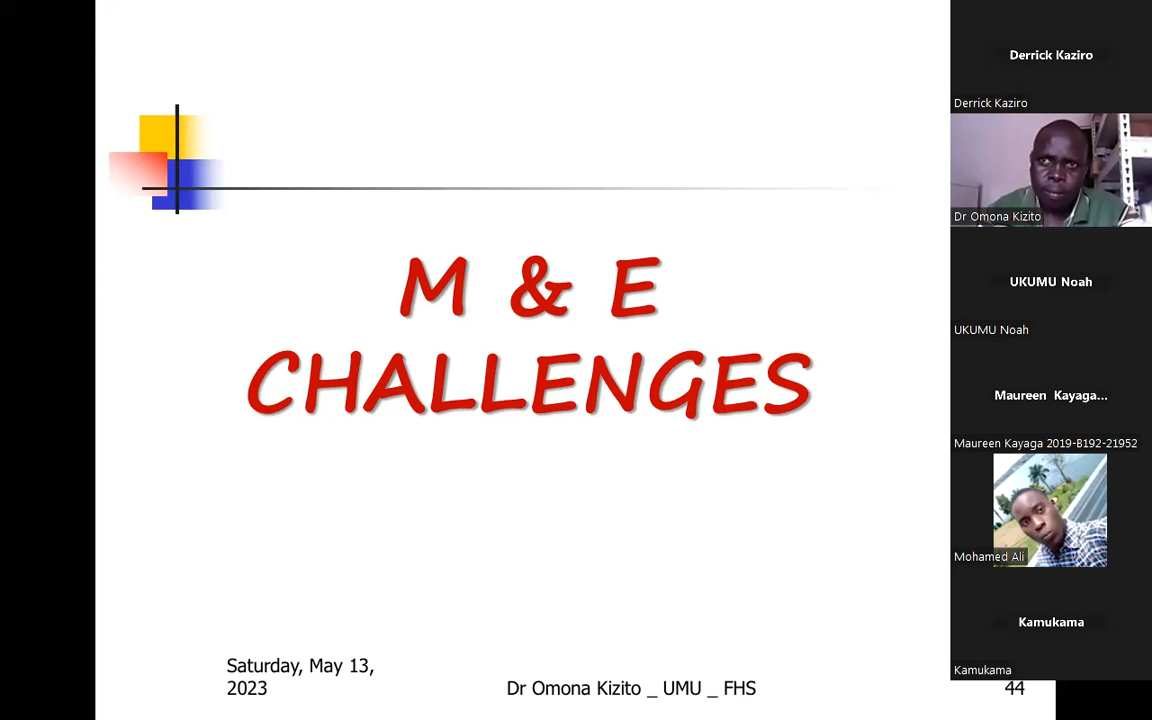 M & E
CHALLENGES
Saturday, May 13,
2023
Dr Omona Kizito _ UMU _ FHS
44
Derrick Kaziro
Derrick Kaziro
Dr Omona Kizito
UKUMU Noah
UKUMU Noah
Maureen Kayaga...
Maureen Kayaga 2019-B192-21952
Mohamed Ali
Kamukama
Kamukama